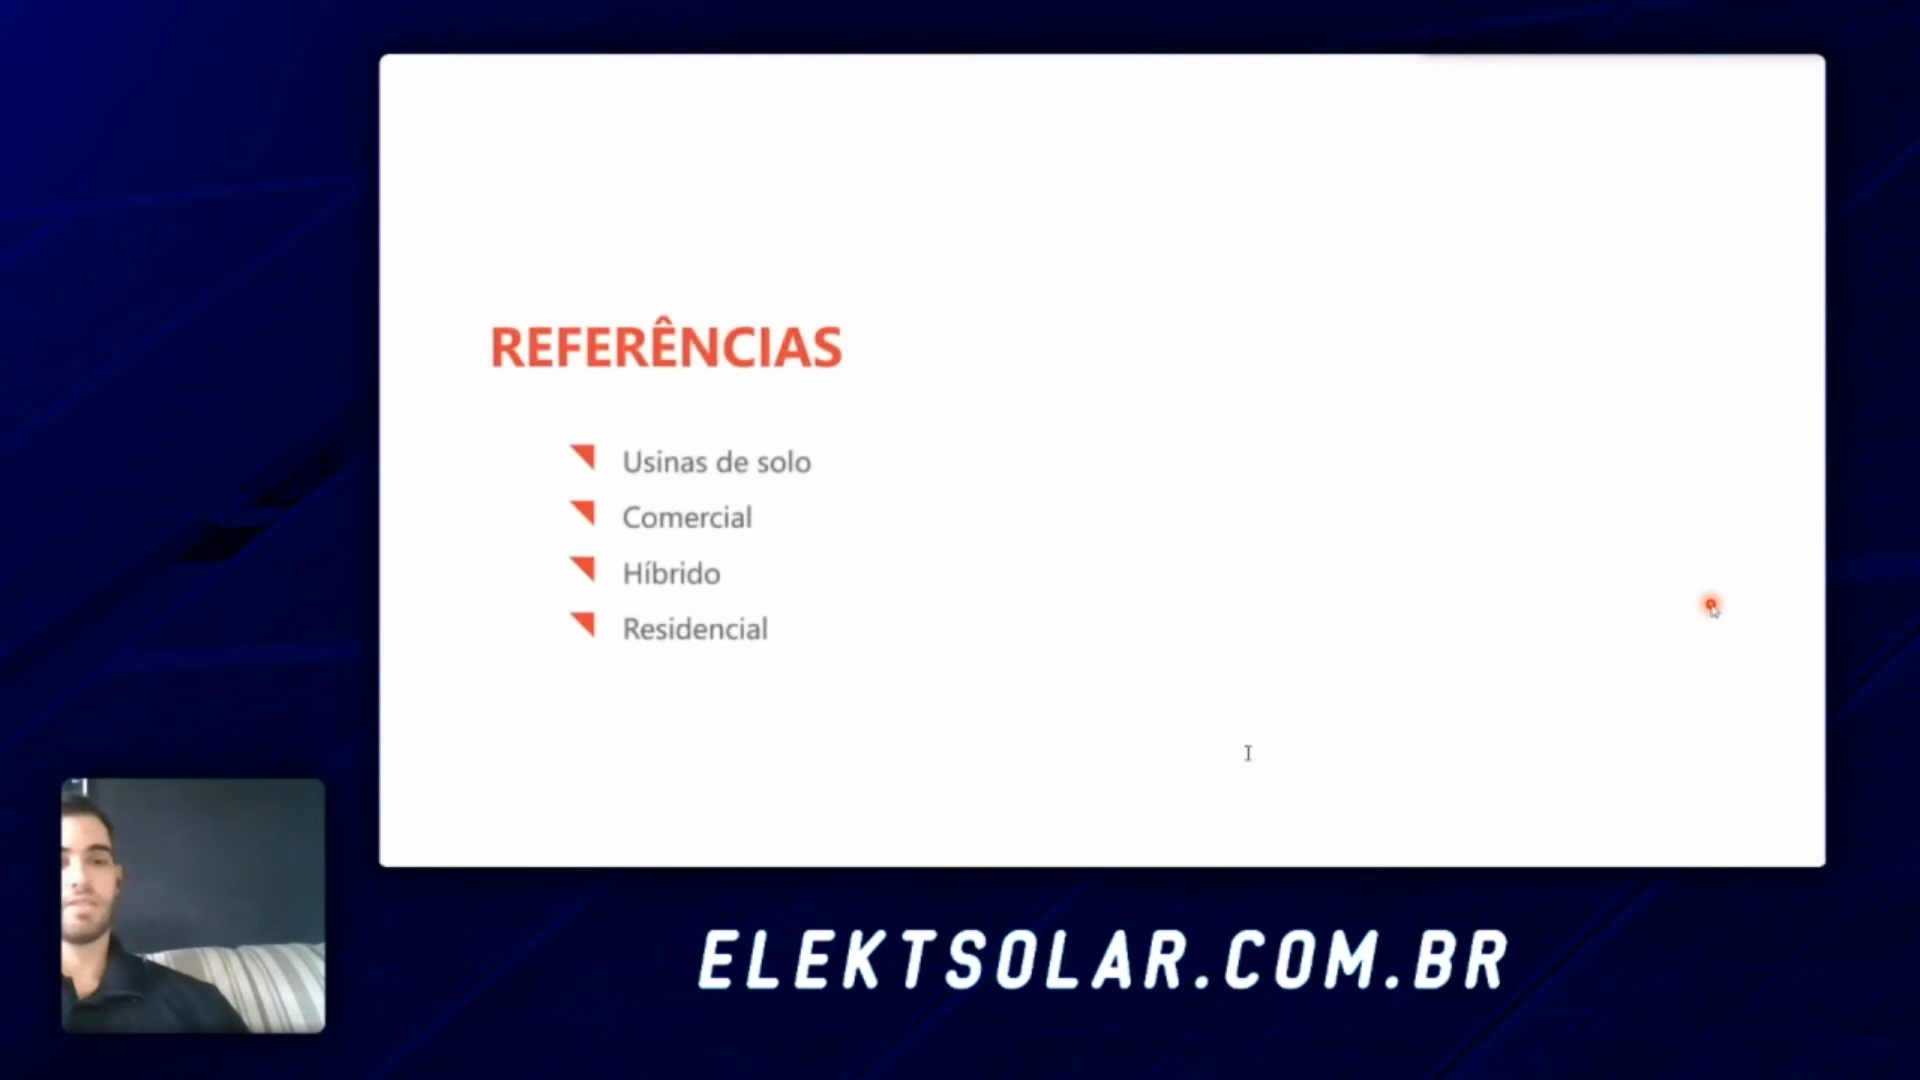 REFERÊNCIAS
Usinas de solo
Comercial
Híbrido
Residencial
ELEKTSOLAR.COM.BR